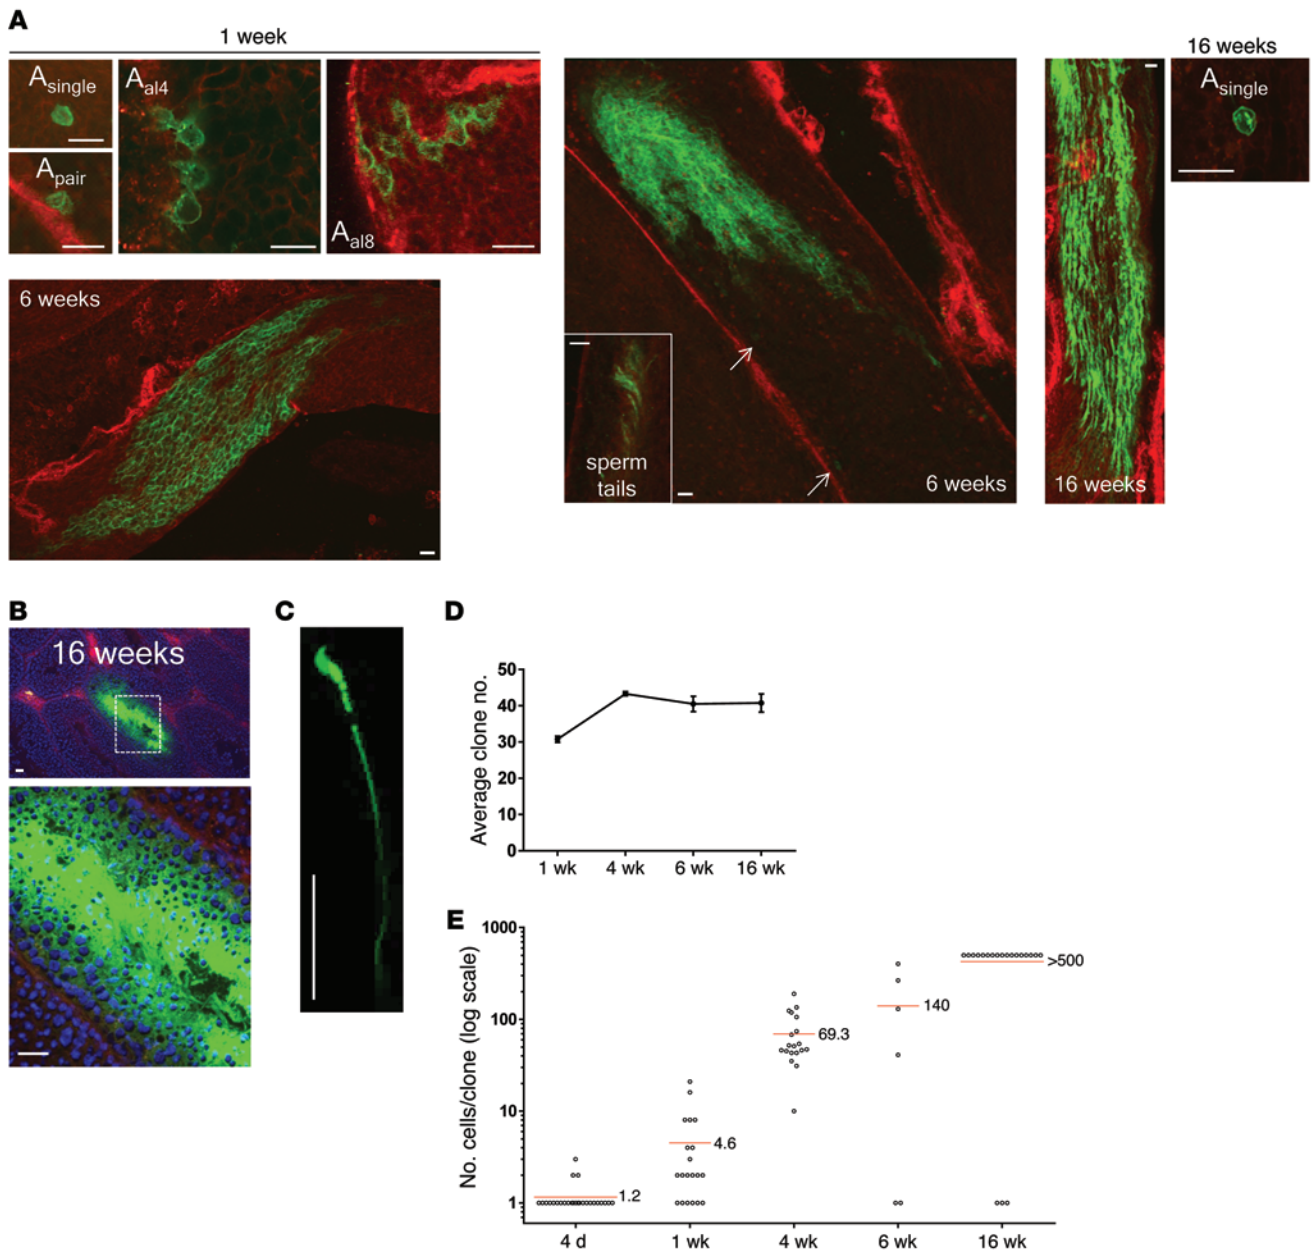 A
1 week
Asingle
Aal4
Apair
Aal8
6 weeks
sperm
tails
6 weeks
16 weeks
16 weeks
Asingle
B
16 weeks
C
D
Average clone no.
50
40
30
20
10
0
1 wk
4 wk
6 wk
16 wk
E
No. cells/clone (log scale)
1000
100
10
1
1.2
4.6
69.3
140
>500
4 d
1 wk
4 wk
6 wk
16 wk